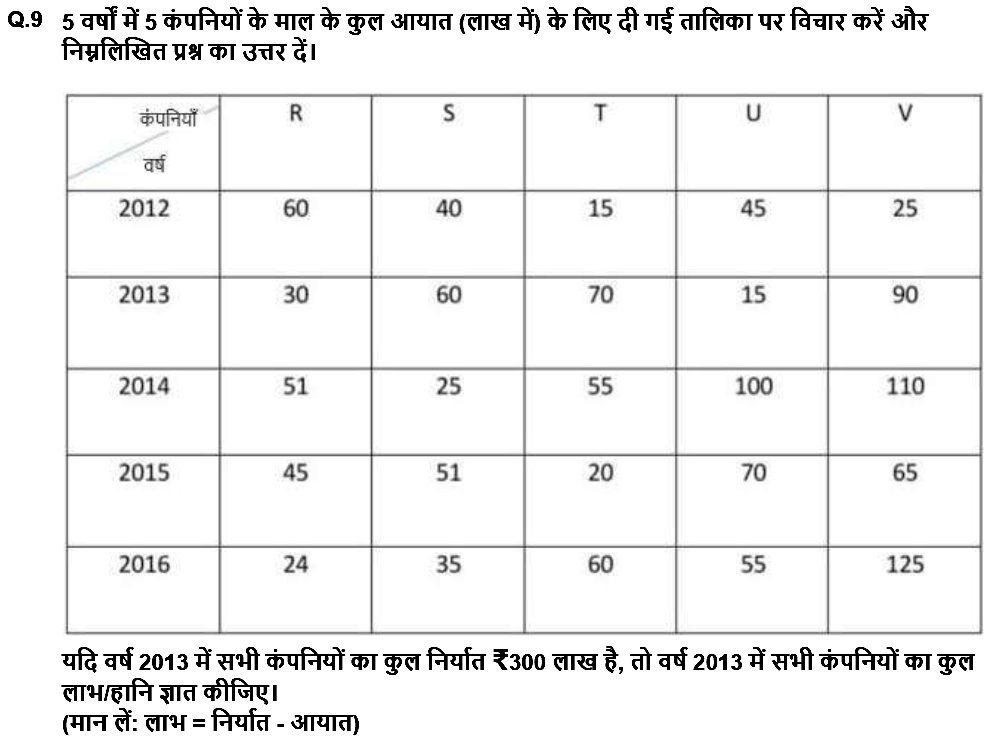 Q.9 5 वर्षों में 5 कंपनियों के माल के कुल आयात (लाख में) के लिए दी गई तालिका पर विचार करें और
निम्नलिखित प्रश्न का उत्तर दें।
कंपनियाँ R S T U V
वर्ष
2012 60 40 15 45 25
2013 30 60 70 15 90
2014 51 25 55 100 110
2015 45 51 20 70 65
2016 24 35 60 55 125
यदि वर्ष 2013 में सभी कंपनियों का कुल निर्यात ₹300 लाख है, तो वर्ष 2013 में सभी कंपनियों का कुल
लाभ/हानि ज्ञात कीजिए।
(मान लें: लाभ = निर्यात - आयात)